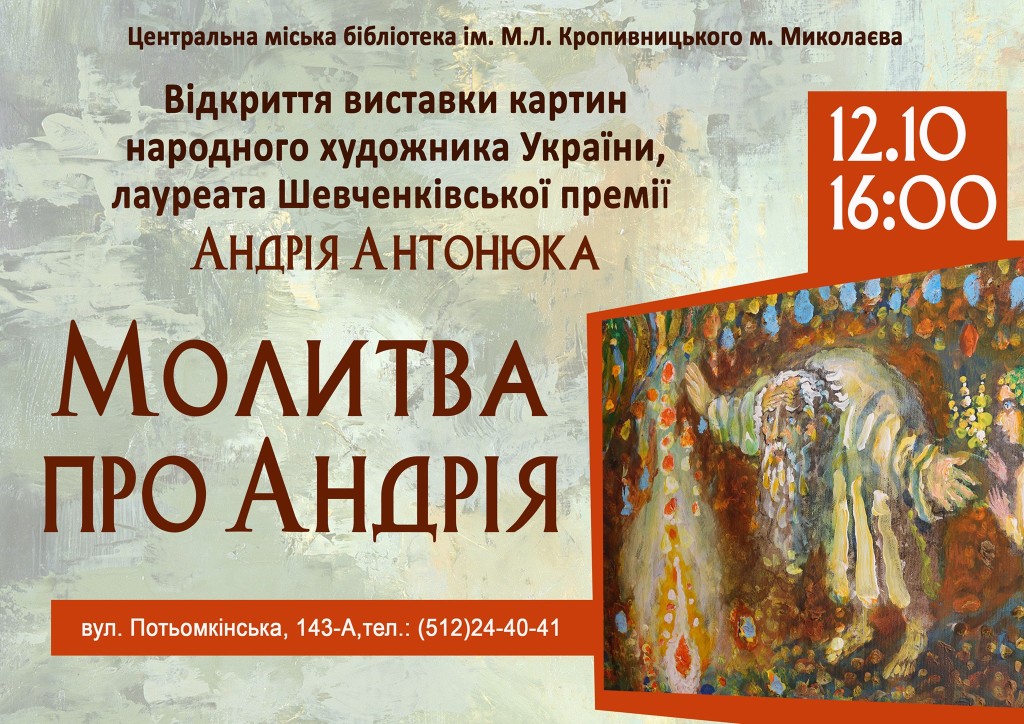 Центральна міська бібліотека ім. М.Л. Кропивницького м. Миколаєва
Відкриття виставки картин
народного художника України,
лауреата Шевченківської премії
Андрія Антонюка
12.10
16:00
Молитва
про Андрія
вул. Потьомкінська, 143-А,тел.: (512)24-40-41